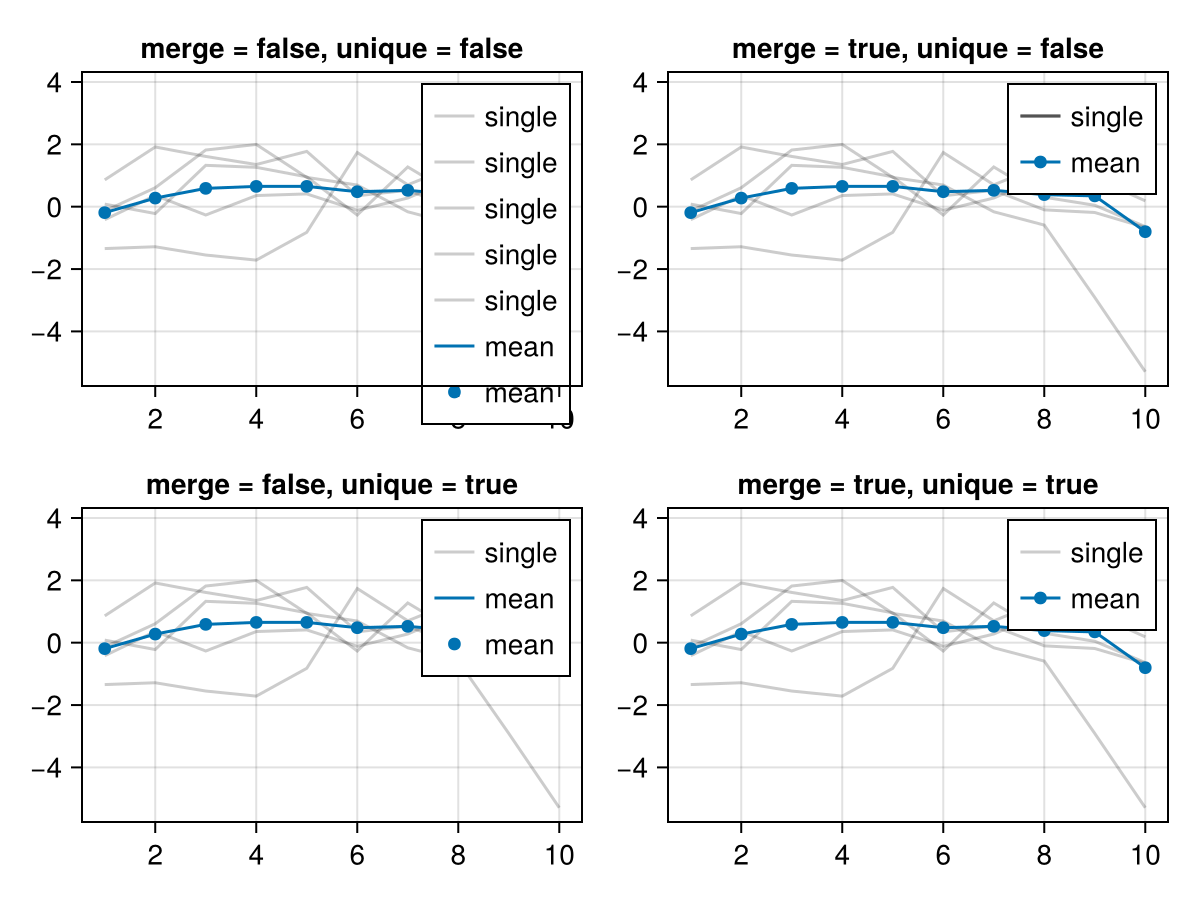 merge = false, unique = false
4
2
0
−2
−4
2
4
6
8
10
single
single
single
single
single
mean
mean
merge = true, unique = false
4
2
0
−2
−4
2
4
6
8
10
single
mean
merge = false, unique = true
4
2
0
−2
−4
2
4
6
8
10
single
mean
mean
merge = true, unique = true
4
2
0
−2
−4
2
4
6
8
10
single
mean